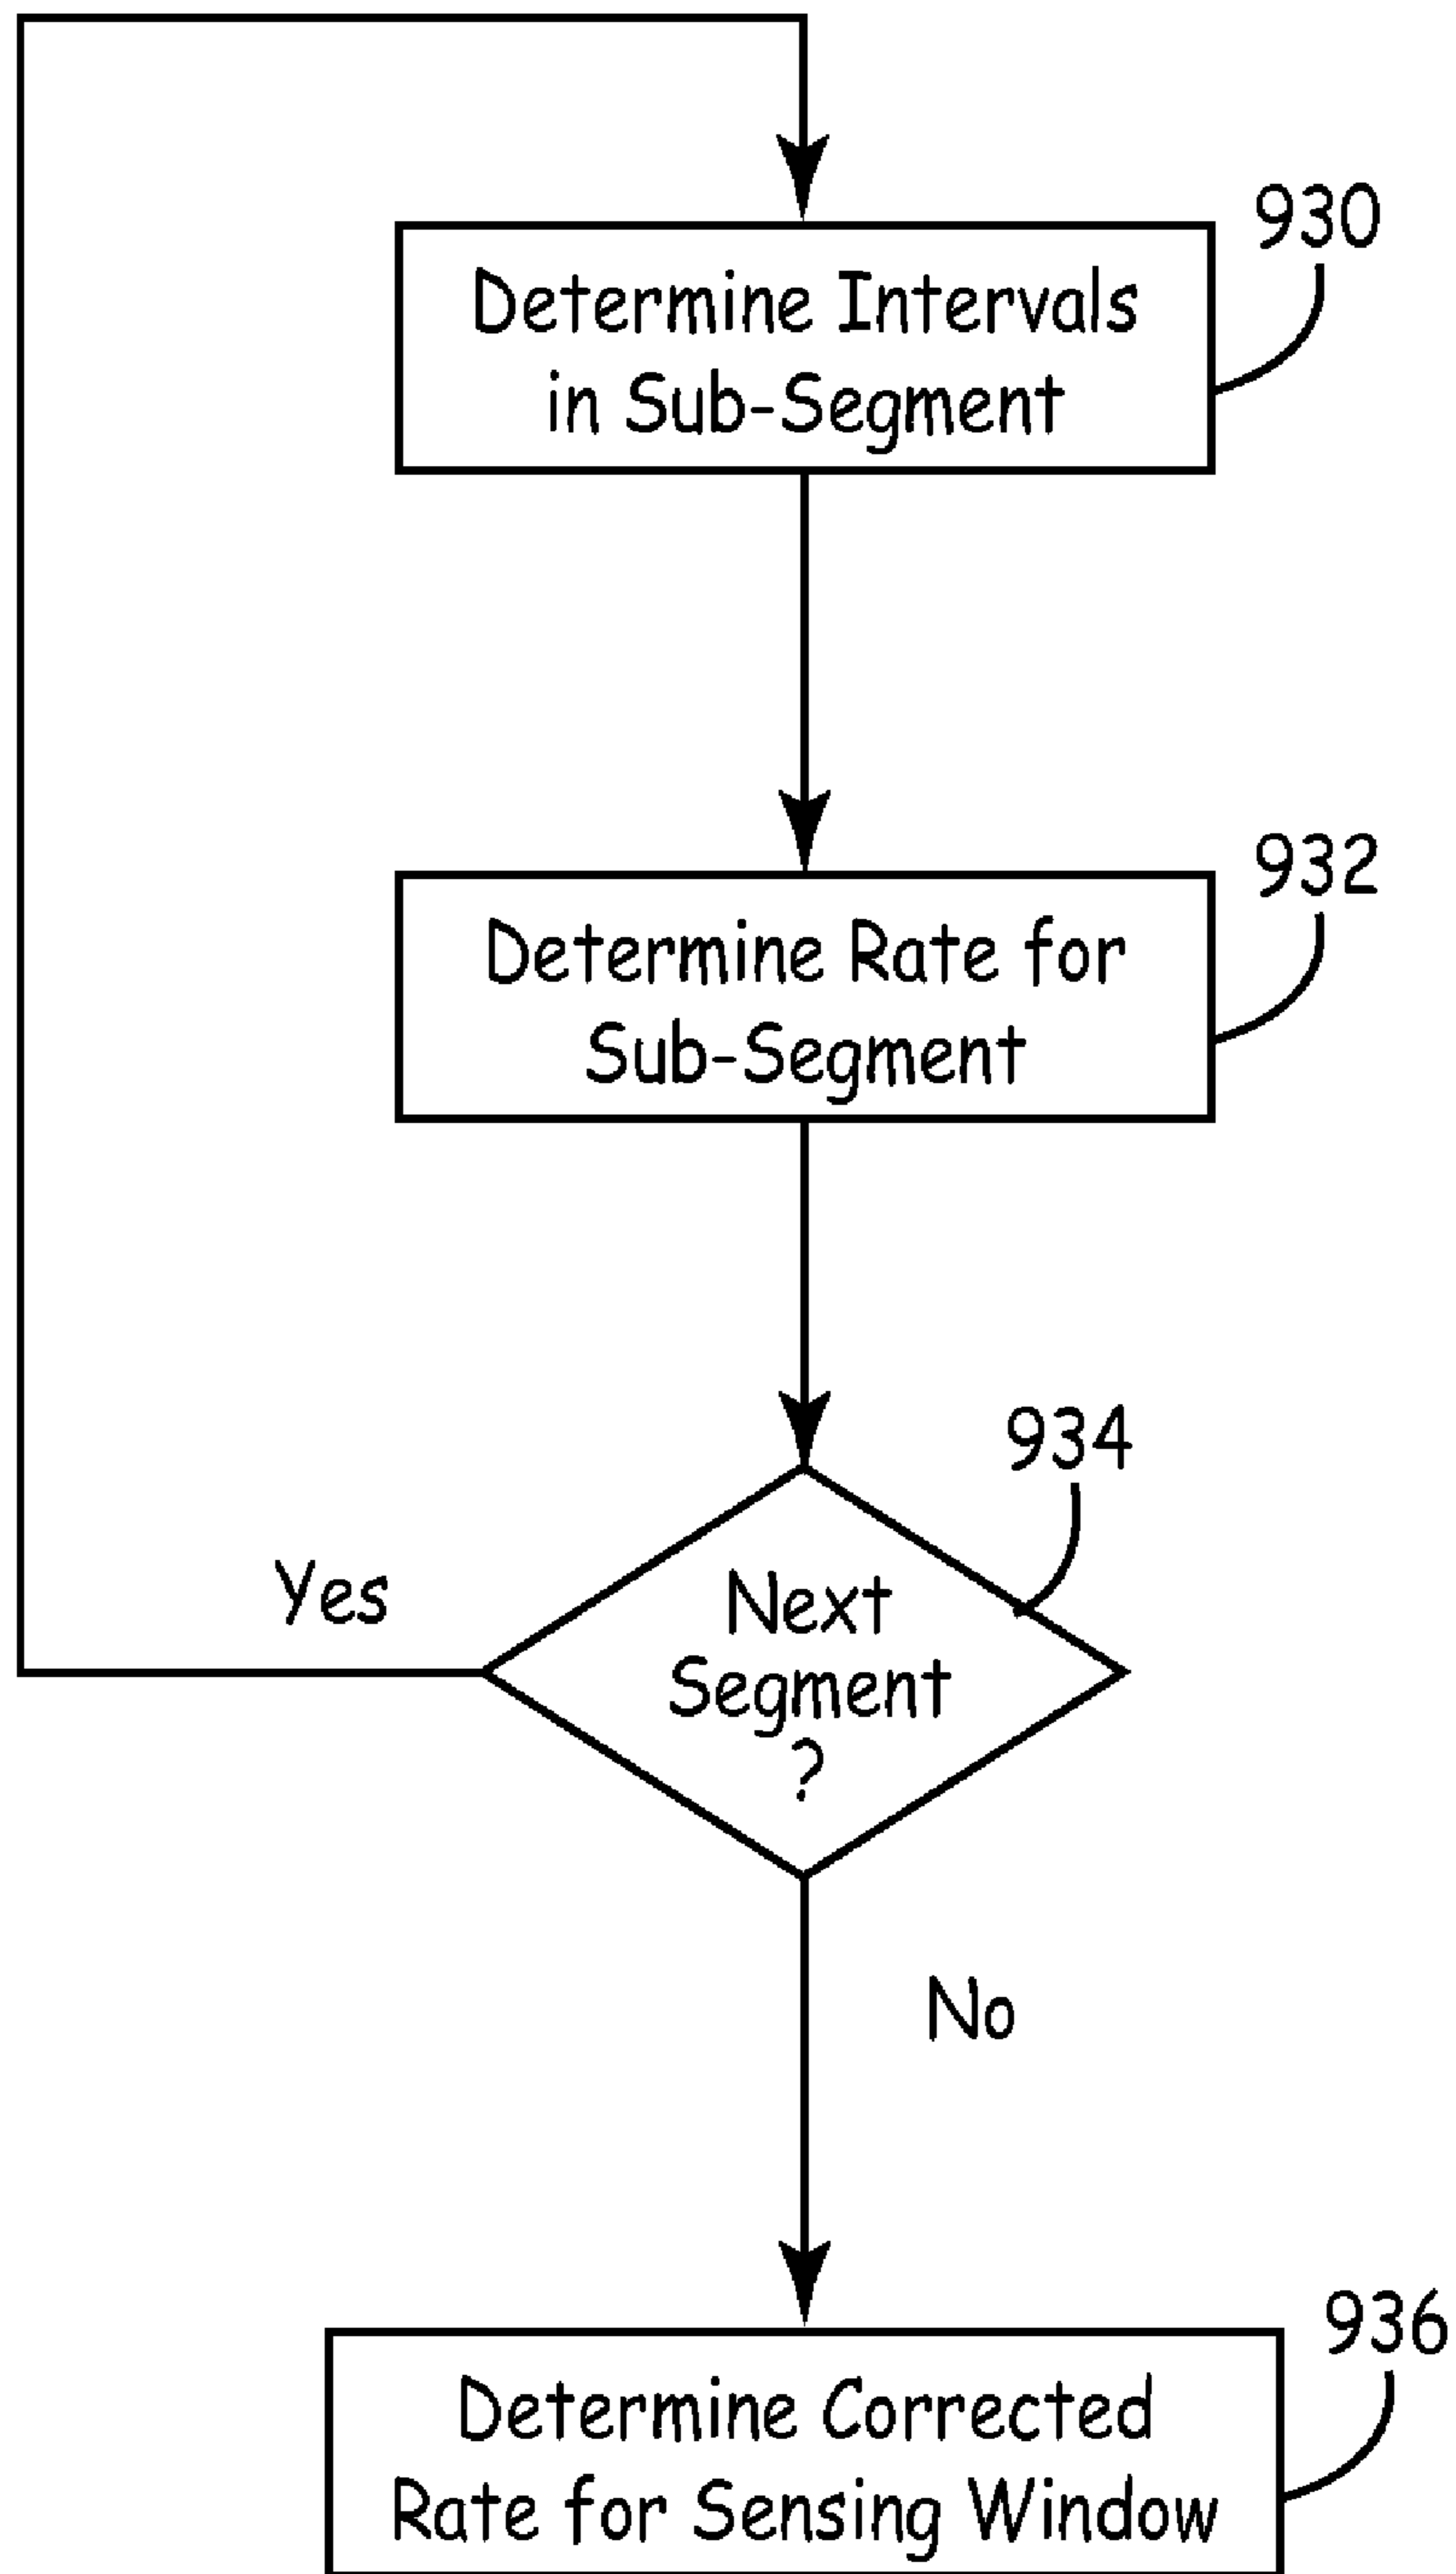 930
Determine Intervals
in Sub-Segment
932
Determine Rate for
Sub-Segment
934
Yes
Next
Segment
?
No
936
Determine Corrected
Rate for Sensing Window